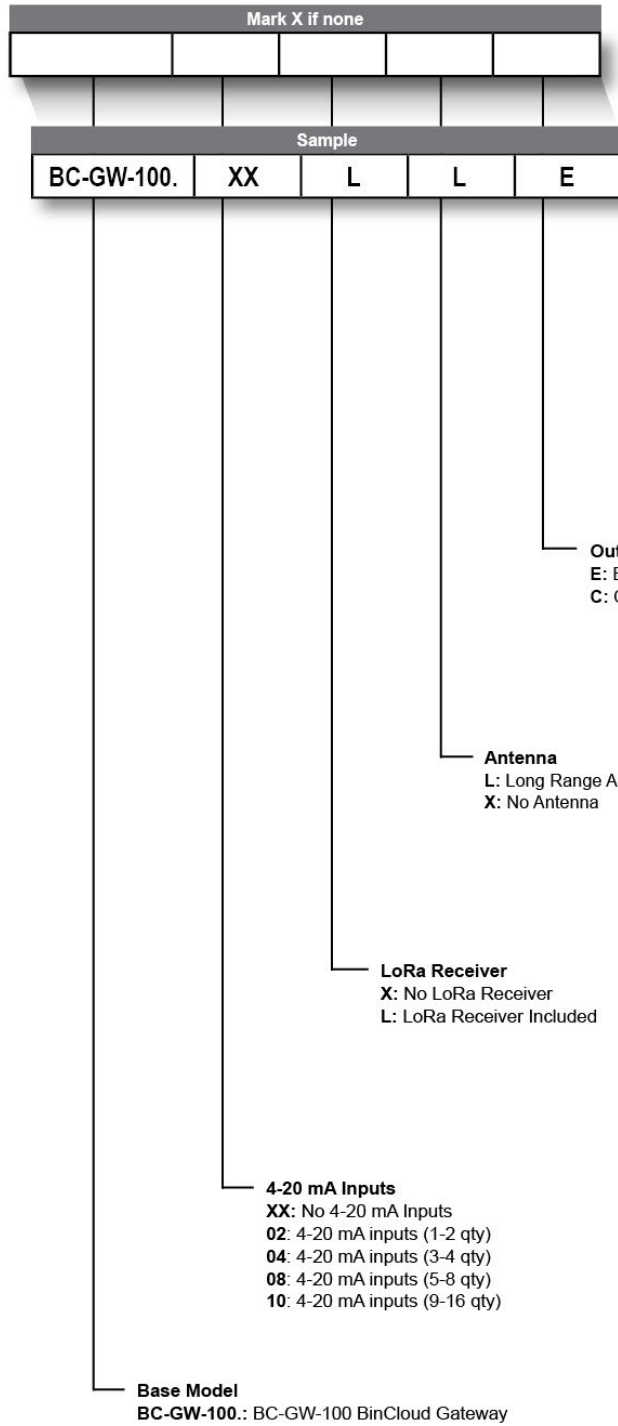 Mark X if none
Sample
BC-GW-100. XX L L E
E:
C:
Antenna
L: Long Range
X: No Antenna
LoRa Receiver
X: No LoRa Receiver
L: LoRa Receiver Included
4-20 mA Inputs
XX: No 4-20 mA Inputs
02: 4-20 mA inputs (1-2 qty)
04: 4-20 mA inputs (3-4 qty)
08: 4-20 mA inputs (5-8 qty)
10: 4-20 mA inputs (9-16 qty)
Base Model
BC-GW-100.: BC-GW-100 BinCloud Gateway